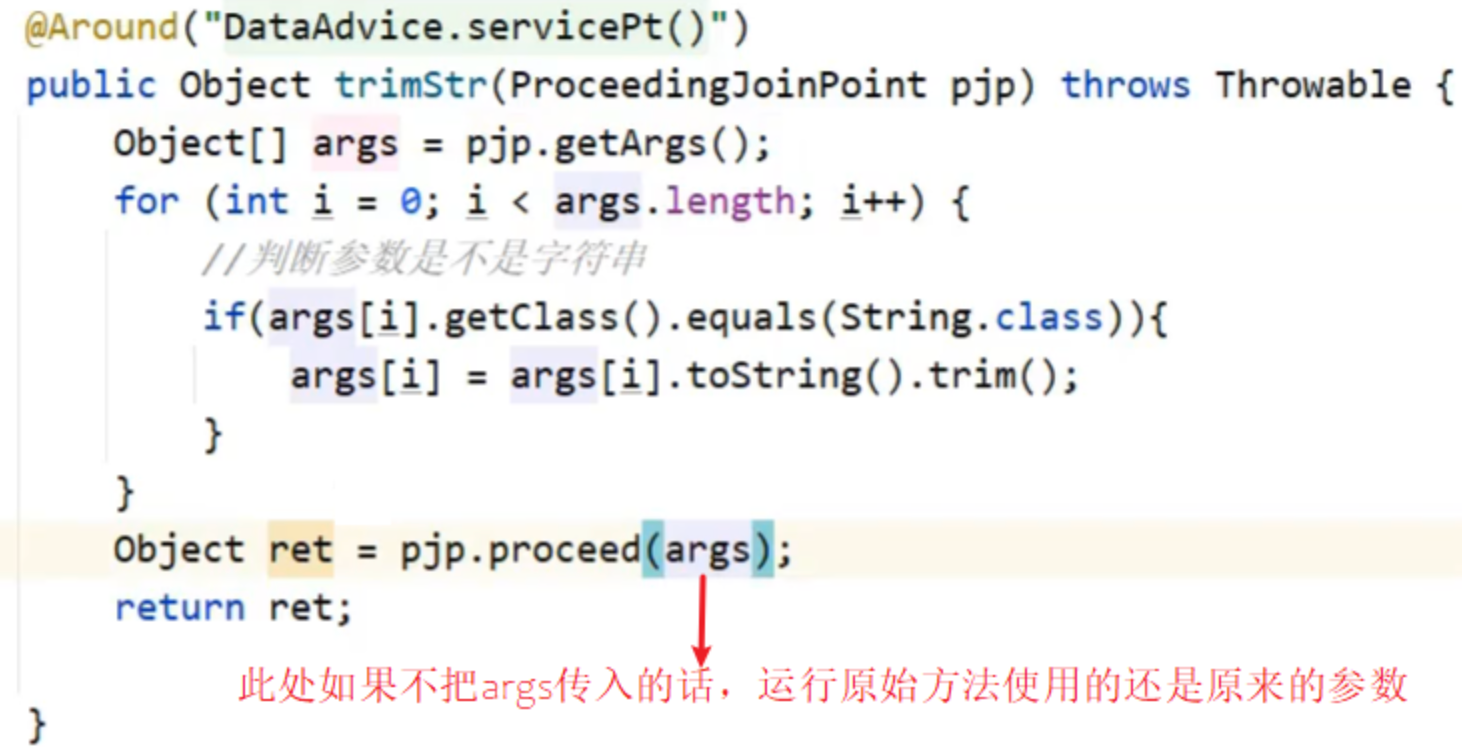 @Around("DataAdvice.servicePt()")
public Object trimStr(ProceedingJoinPoint pjp) throws Throwable {
Object[] args = pjp.getArgs();
for (int i = 0; i < args.length; i++) {
//判断参数是不是字符串
if(args[i].getClass().equals(String.class)){
args[i] = args[i].toString().trim();
}
}
Object ret = pjp.proceed(args);
return ret;
此处如果不把args传入的话，运行原始方法使用的还是原来的参数
}